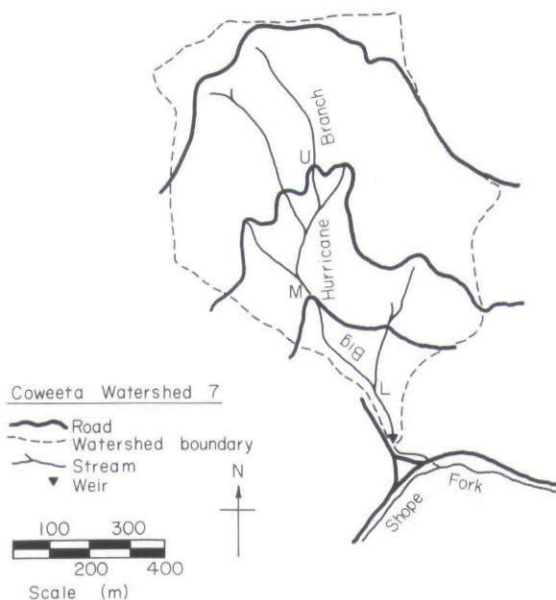 Branch
U
Hurricane
M
Big
L
Coweeta Watershed 7
Road
Watershed boundary
Stream
Weir
N
Fork
Shope
100 300
200 400
Scale (m)